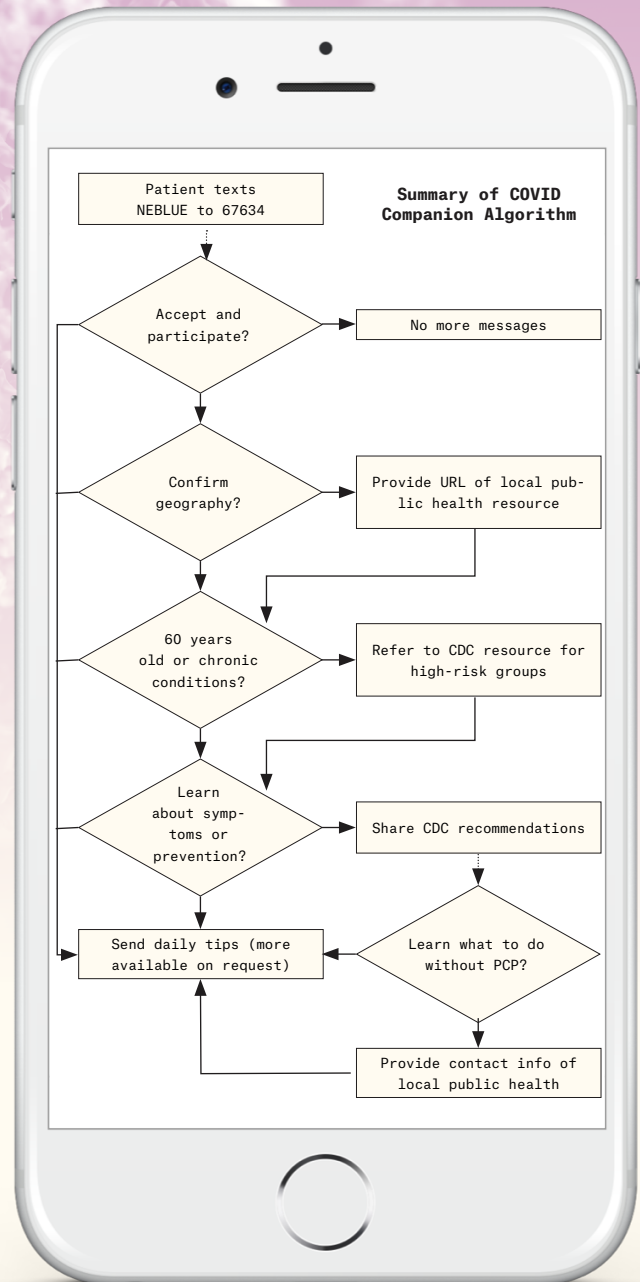 Patient texts
NEBLUE to 67634
Summary of COVID
Companion Algorithm
Accept and
participate?
No more messages
Confirm
geography?
Provide URL of local pub-
lic health resource
60 years
old or chronic
conditions?
Refer to CDC resource for
high-risk groups
Learn
about symp-
toms or
prevention?
Share CDC recommendations
Send daily tips (more
available on request)
Learn what to do
without PCP?
Provide contact info of
local public health